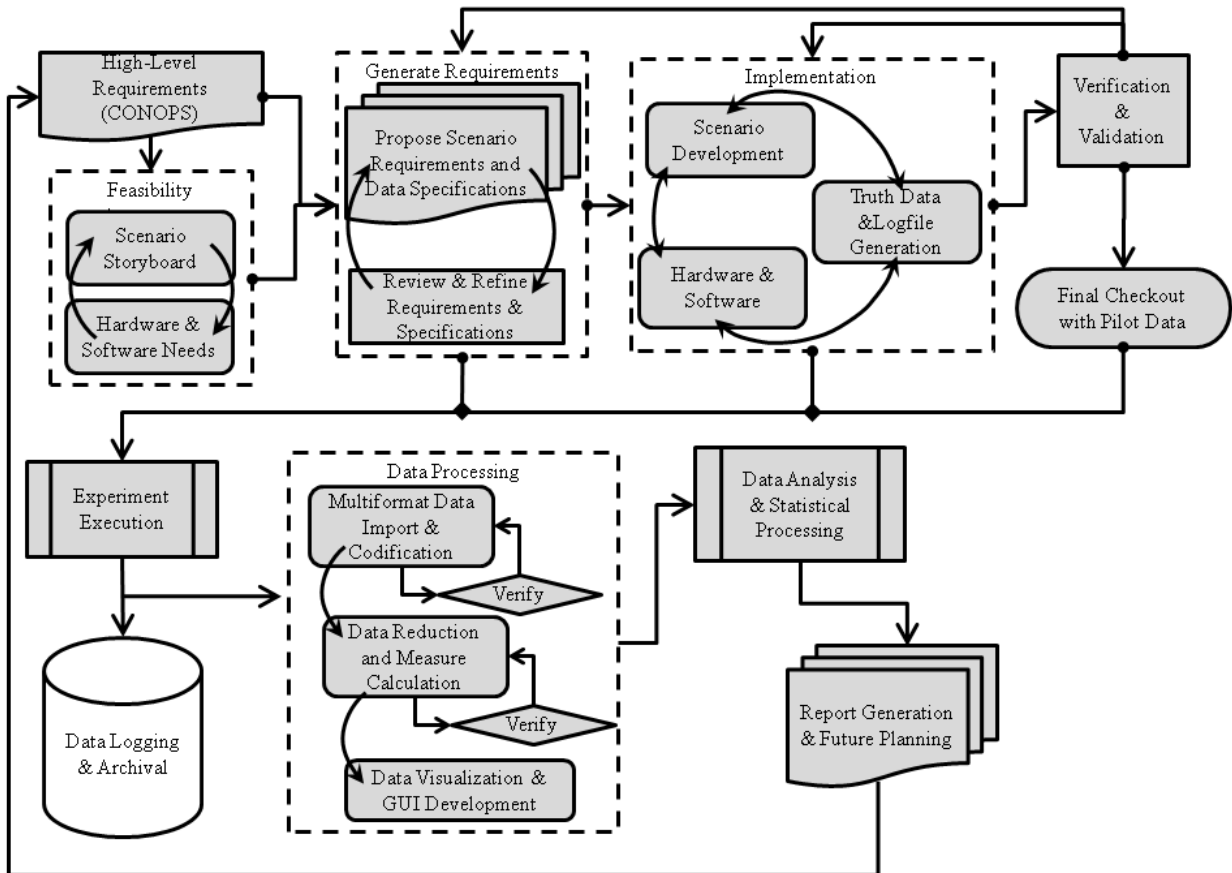 High-Level
Requirements
(CONOPS)
Feasibility
Scenario
Storyboard
Hardware &
Software Needs
Generate Requirements
Propose Scenario
Requirements and
Data Specifications
Review & Refine
Requirements &
Specifications
Implementation
Scenario
Development
Truth Data
&Logfile
Generation
Hardware &
Software
Verification
&
Validation
Final Checkout
with Pilot Data
Experiment
Execution
Data Logging
& Archival
Data Processing
Multiformat Data
Import &
Codification
Verify
Data Reduction
and Measure
Calculation
Verify
Data Visualization &
GUI Development
Data Analysis
& Statistical
Processing
Report Generation
& Future Planning